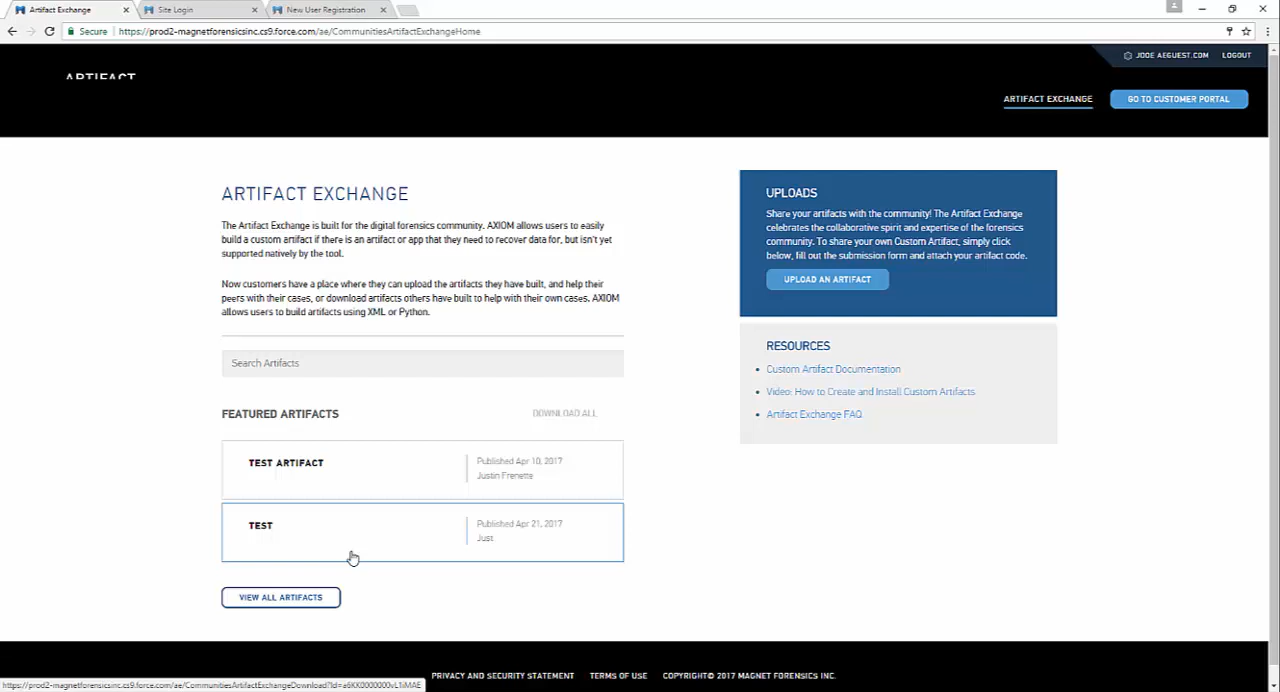 Artifact Exchange
Site Login
New User Registration
Secure
https://prod2-magnetforensicsinc.cs9.force.com/ae/CommunitiesArtifactExchangeHome
JODE AEGUEST.COM
LOGOUT
ARTIFACT
ARTIFACT EXCHANGE
GO TO CUSTOMER PORTAL
ARTIFACT EXCHANGE
The Artifact Exchange is built for the digital forensics community. AXIOM allows users to easily
build a custom artifact if there is an artifact or app that they need to recover data for, but isn't yet
supported natively by the tool.
Now customers have a place where they can upload the artifacts they have built, and help their
peers with their cases, or download artifacts others have built to help with their own cases. AXIOM
allows users to build artifacts using XML or Python.
Search Artifacts
FEATURED ARTIFACTS
DOWNLOAD ALL
TEST ARTIFACT
Published Apr 10, 2017
Justin Frenette
TEST
Published Apr 21, 2017
Just
VIEW ALL ARTIFACTS
UPLOADS
Share your artifacts with the community! The Artifact Exchange
celebrates the collaborative spirit and expertise of the forensics
community. To share your own Custom Artifact, simply click
below, fill out the submission form and attach your artifact code.
UPLOAD AN ARTIFACT
RESOURCES
Custom Artifact Documentation
Video: How to Create and Install Custom Artifacts
Artifact Exchange FAQ
PRIVACY AND SECURITY STATEMENT
TERMS OF USE
COPYRIGHT© 2017 MAGNET FORENSICS INC.